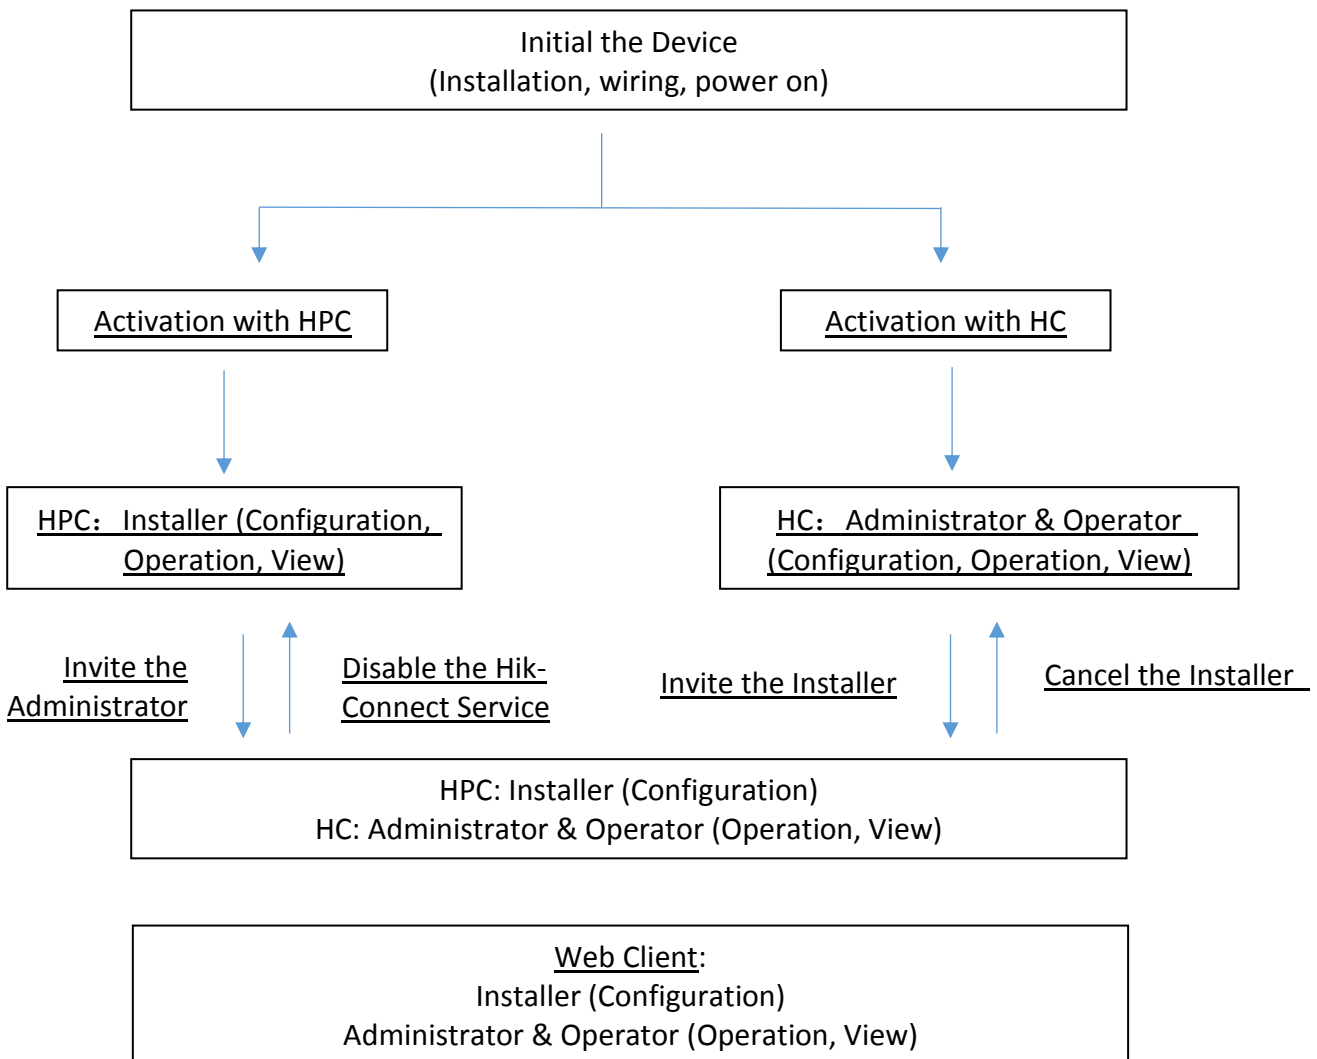 Initial the Device
(Installation, wiring, power on)
Activation with HPC
Activation with HC
HPC： Installer (Configuration,
Operation, View)
HC： Administrator & Operator
(Configuration, Operation, View)
Invite the
Administrator
Disable the Hik-
Connect Service
Invite the Installer
Cancel the Installer
HPC: Installer (Configuration)
HC: Administrator & Operator (Operation, View)
Web Client:
Installer (Configuration)
Administrator & Operator (Operation, View)